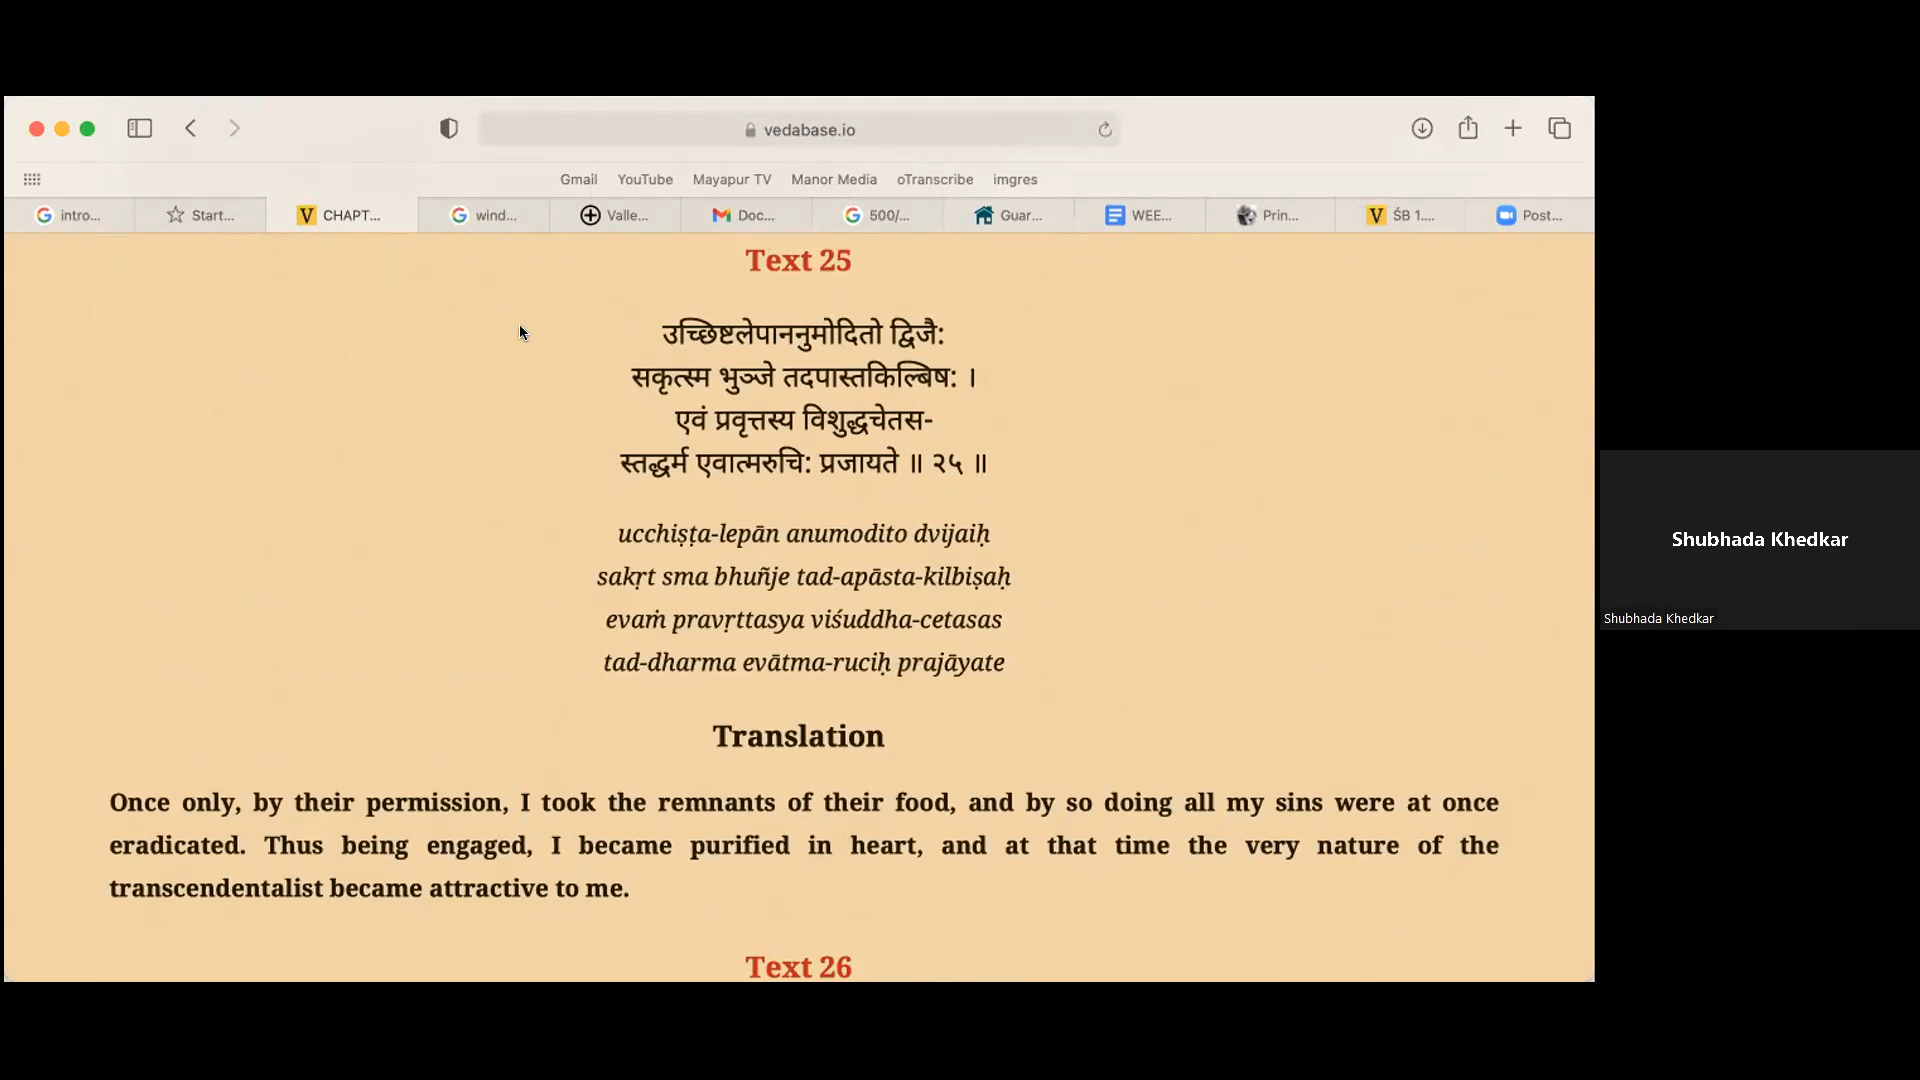 vedabase.io
Gmail YouTube Mayapur TV Manor Media oTranscribe imgres
intro... Start... CHAPT... wind... Valle... Doc... 500/... Guar... WEE... Prin... ŚB 1.... Post...
Text 25
उच्छिष्टलेपाननुमोदितो द्विजै:
सकृत्स्म भुञ्जे तदपास्तकिल्बिष: ।
एवं प्रवृत्तस्य विशुद्धचेतस-
स्तद्धर्म एवात्मरुचि: प्रजायते ॥ २५ ॥
ucchiṣṭa-lepān anumodito dvijaiḥ
sakṛt sma bhuñje tad-apāsta-kilbiṣaḥ
evaṁ pravṛttasya viśuddha-cetasas
tad-dharma evātma-ruciḥ prajāyate
Translation
Once only, by their permission, I took the remnants of their food, and by so doing all my sins were at once
eradicated. Thus being engaged, I became purified in heart, and at that time the very nature of the
transcendentalist became attractive to me.
Text 26
Shubhada Khedkar
Shubhada Khedkar